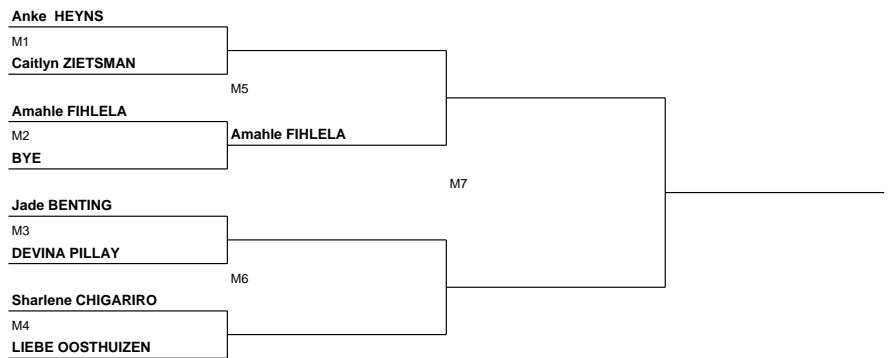 Anke  HEYNS
M1
Caitlyn ZIETSMAN
M5
Amahle FIHLELA
M2
Amahle FIHLELA
BYE
M7
Jade BENTING
M3
DEVINA PILLAY
M6
Sharlene CHIGARIRO
M4
LIEBE OOSTHUIZEN